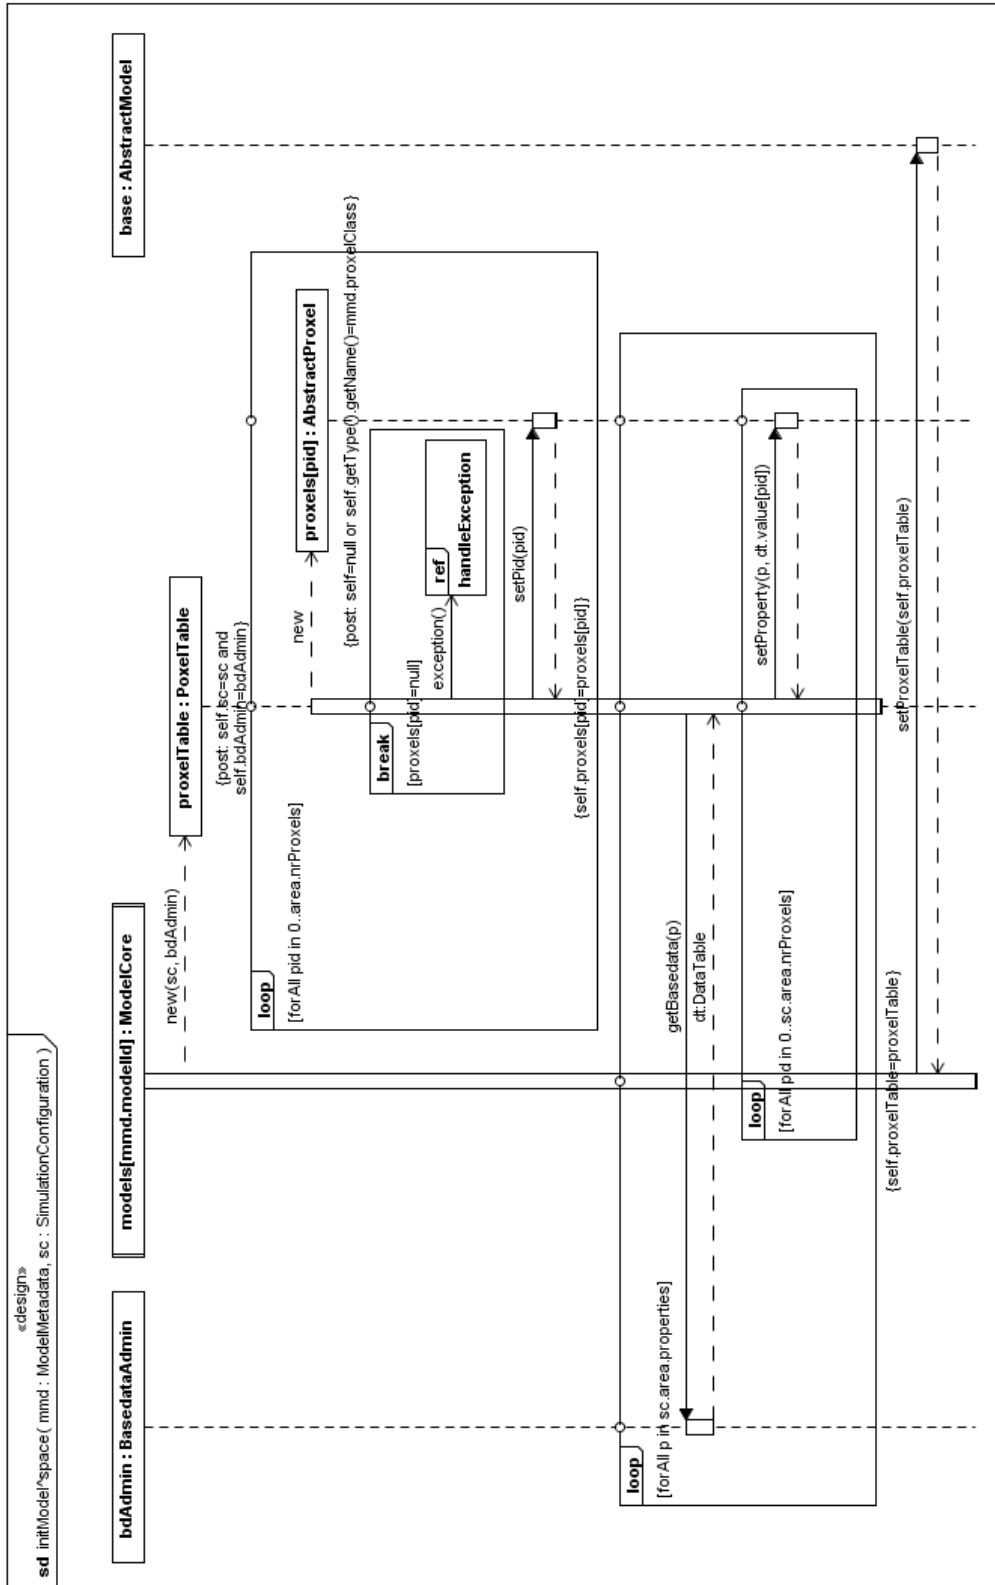 «design»
sd initModel^space( mmd : ModelMetadata, sc : SimulationConfiguration )
bdAdmin : BasedataAdmin
models[mmd.modelId] : ModelCore
base : AbstractModel
new(sc, bdAdmin)
proxelTable : PoxelTable
{post: self.sc=sc and
self.bdAdmin=bdAdmin}
loop
[forAll pid in 0..area.nrProxels]
new
proxels[pid] : AbstractProxel
{post: self=null or self.getType().getName()=mmd.proxelClass}
break
[proxels[pid]=null]
exception()
ref
handleException
setPid(pid)
{self.proxels[pid]=proxels[pid]}
loop
[forAll p in sc.area.properties]
getBasedata(p)
dt:DataTable
loop
[forAll pid in 0..sc.area.nrProxels]
setProperty(p, dt.value[pid])
{self.proxelTable=proxelTable}
setProxelTable(self.proxelTable)